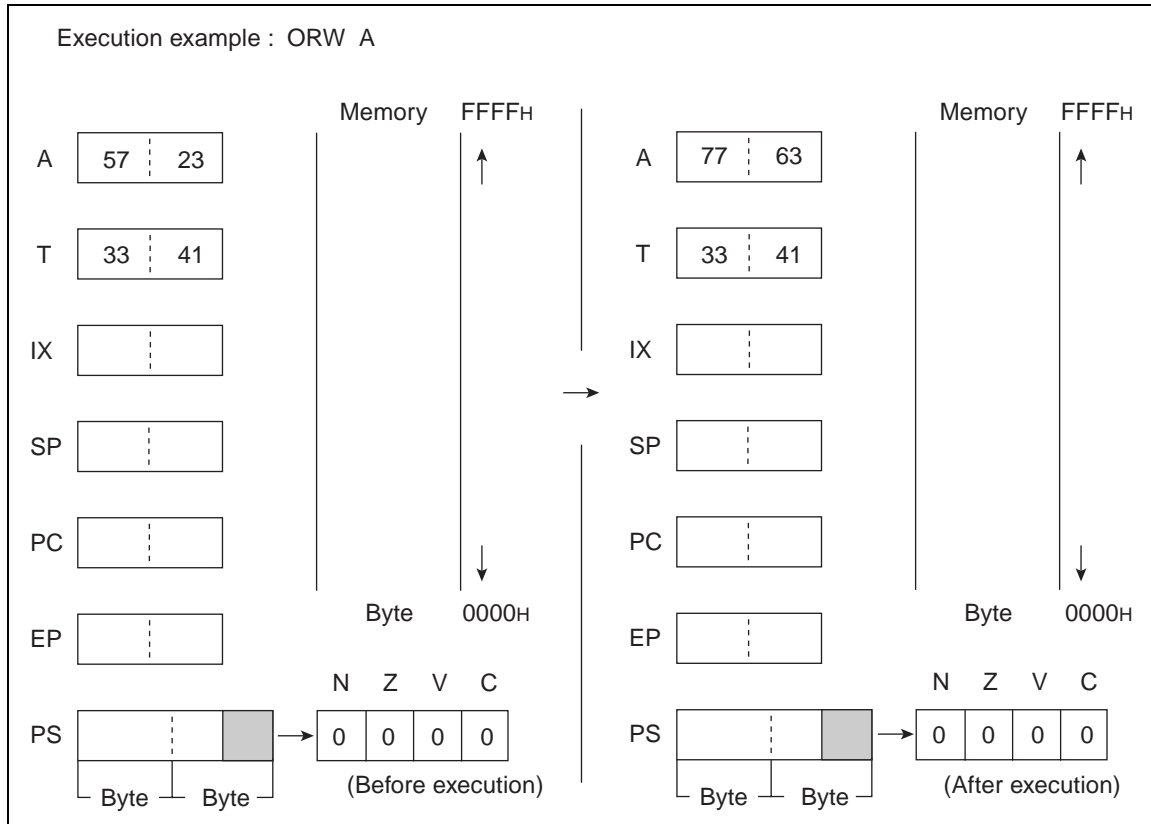 Execution example : ORW A
Memory FFFFH
A 57 23
T 33 41
IX
SP
PC
EP
Byte 0000H
N Z V C
PS 0 0 0 0
Byte Byte (Before execution)
Memory FFFFH
A 77 63
T 33 41
IX
SP
PC
EP
Byte 0000H
N Z V C
PS 0 0 0 0
Byte Byte (After execution)